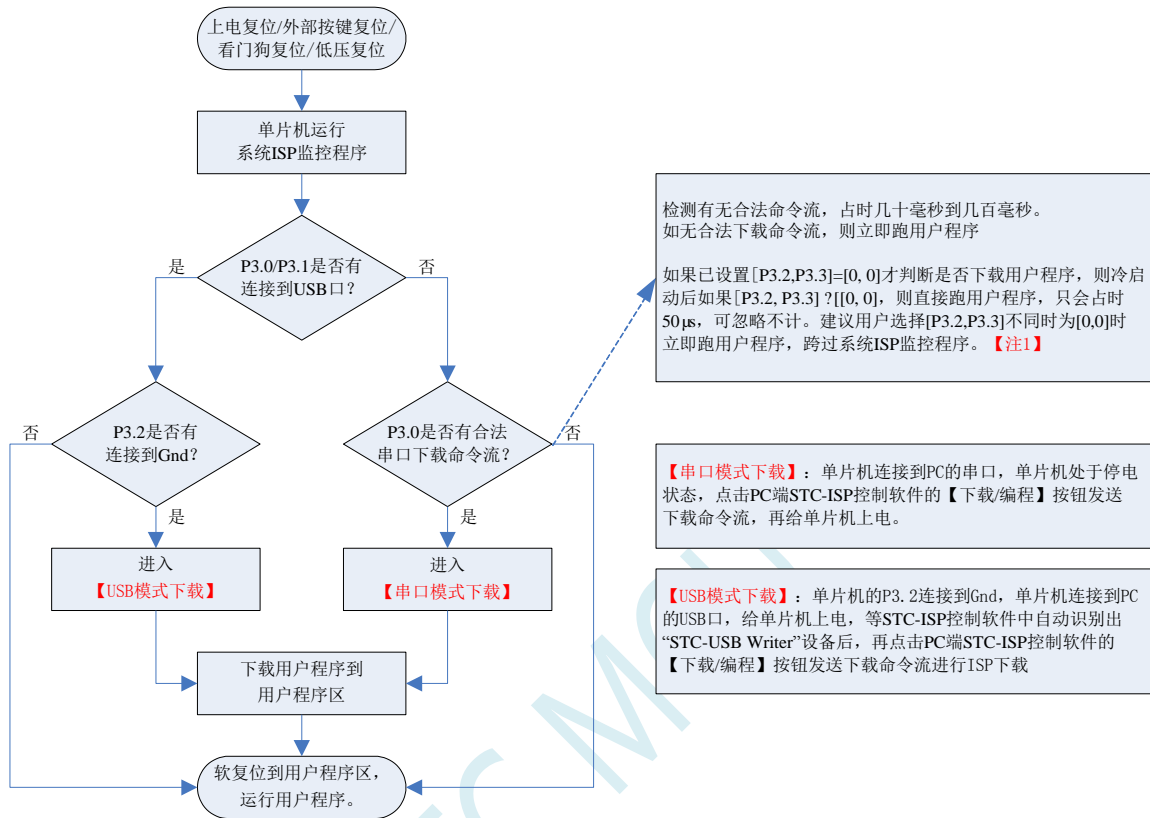 上电复位/外部按键复位/
看门狗复位/低压复位
单片机运行
系统ISP监控程序
P3.0/P3.1是否有
连接到USB口？
是
否
P3.2是否有
连接到Gnd？
否
是
P3.0是否有合法
串口下载命令流？
否
是
进入
【USB模式下载】
进入
【串口模式下载】
下载用户程序到
用户程序区
软复位到用户程序区，
运行用户程序。
检测有无合法命令流，占时几十毫秒到几百毫秒。
如无合法下载命令流，则立即跑用户程序
如果已设置[P3.2,P3.3]=[0, 0]才判断是否下载用户程序，则冷启
动后如果[P3.2, P3.3] ?[[0, 0)，则直接跑用户程序，只会占时
50μs，可忽略不计。建议用户选择[P3.2,P3.3]不同时为[0,0]时
立即跑用户程序，跨过系统ISP监控程序。【注1】
【串口模式下载】：单片机连接到PC的串口，单片机处于停电
状态，点击PC端STC-ISP控制软件的【下载/编程】按钮发送
下载命令流，再给单片机上电。
【USB模式下载】：单片机的P3.2连接到Gnd，单片机连接到PC
的USB口，给单片机上电，等STC-ISP控制软件中自动识别出
“STC-USB Writer”设备后，再点击PC端STC-ISP控制软件的
【下载/编程】按钮发送下载命令流进行ISP下载